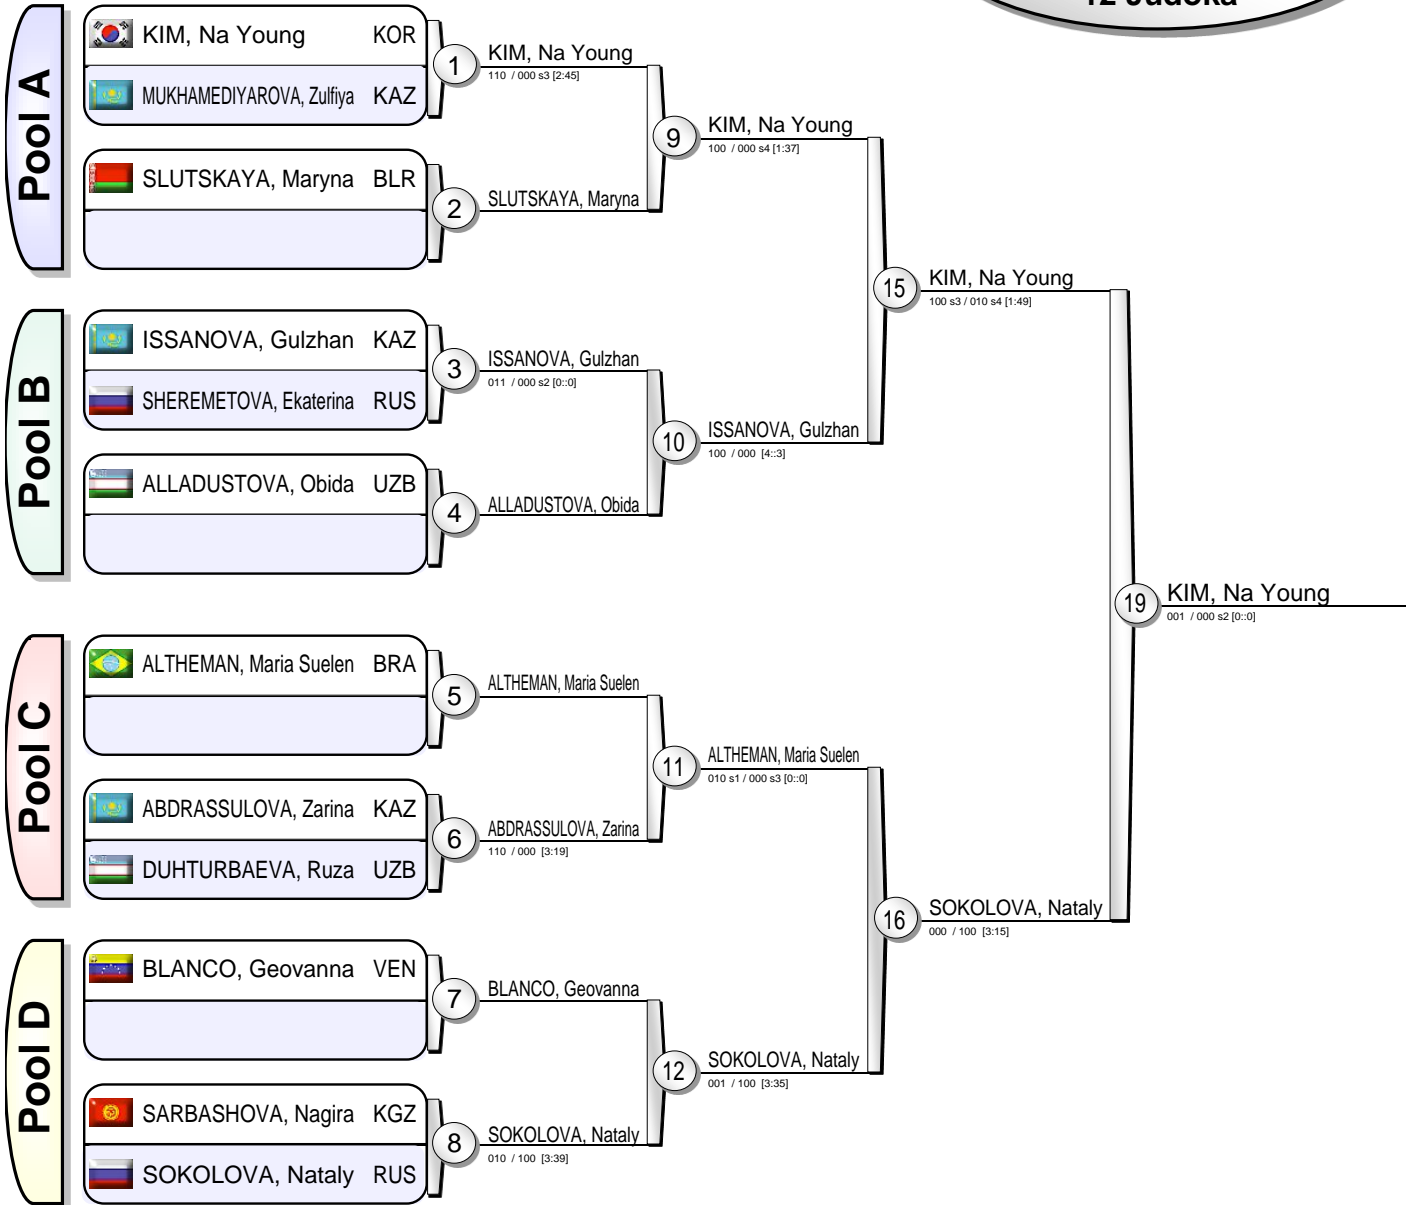 12 Judoka
Pool A
KIM, Na Young KOR
MUKHAMEDIYAROVA, Zulfiya KAZ
1
KIM, Na Young
110 / 000 s3 [2:45]
SLUTSKAYA, Maryna BLR
2
SLUTSKAYA, Maryna
9
KIM, Na Young
100 / 000 s4 [1:37]
Pool B
ISSANOVA, Gulzhan KAZ
SHEREMETOVA, Ekaterina RUS
3
ISSANOVA, Gulzhan
011 / 000 s2 [0::0]
ALLADUSTOVA, Obida UZB
4
ALLADUSTOVA, Obida
10
ISSANOVA, Gulzhan
100 / 000 [4::3]
15
KIM, Na Young
100 s3 / 010 s4 [1:49]
Pool C
ALTHEMAN, Maria Suelen BRA
5
ALTHEMAN, Maria Suelen
ABDRASSULOVA, Zarina KAZ
DUHTURBAEVA, Ruza UZB
6
ABDRASSULOVA, Zarina
110 / 000 [3:19]
11
ALTHEMAN, Maria Suelen
010 s1 / 000 s3 [0::0]
Pool D
BLANCO, Geovanna VEN
7
BLANCO, Geovanna
SARBASHOVA, Nagira KGZ
SOKOLOVA, Nataly RUS
8
SOKOLOVA, Nataly
010 / 100 [3:39]
12
SOKOLOVA, Nataly
001 / 100 [3:35]
16
SOKOLOVA, Nataly
000 / 100 [3:15]
19
KIM, Na Young
001 / 000 s2 [0::0]